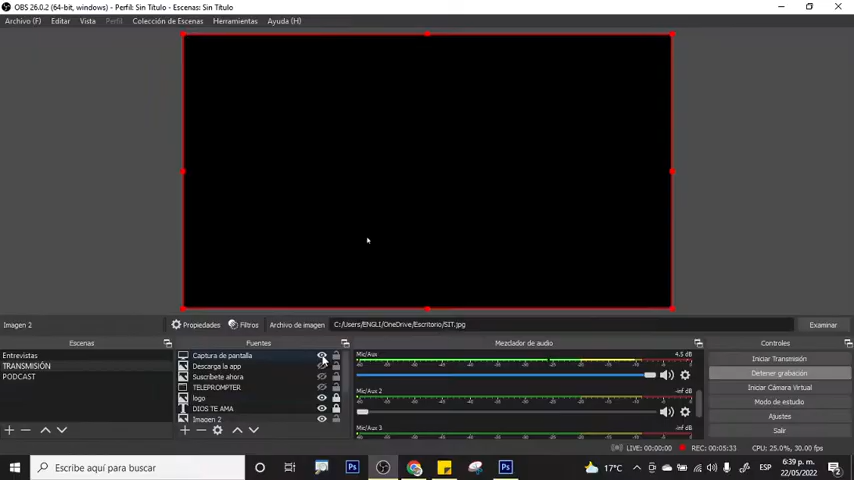 OBS 26.0.2 (64-bit, windows) - Perfil: Sin Título - Escenas: Sin Título
Archivo (F) Editar Vista Perfil Colección de Escenas Herramientas Ayuda (H)
Imagen 2 Propiedades Filtros Archivo de imagen C:/Users/ENGLI/OneDrive/Escritorio/SIT.jpg Examinar
Escenas Fuentes Mezclador de audio Controles
Entrevistas
TRANSMISIÓN
PODCAST
Captura de pantalla
Descarga la app
Suscríbete ahora
TELEPROMPTER
logo
DIOS TE AMA
Imagen 2
Mic/Aux 4.5 dB
Mic/Aux 2 -inf dB
Mic/Aux 3 -inf dB
Iniciar Transmisión
Detener grabación
Iniciar Cámara Virtual
Modo de estudio
Ajustes
Salir
LIVE: 00:00:00 REC: 00:05:33 CPU: 25.0%, 30.00 fps
Escribe aquí para buscar
17°C ESP 6:39 p. m.
22/05/2022